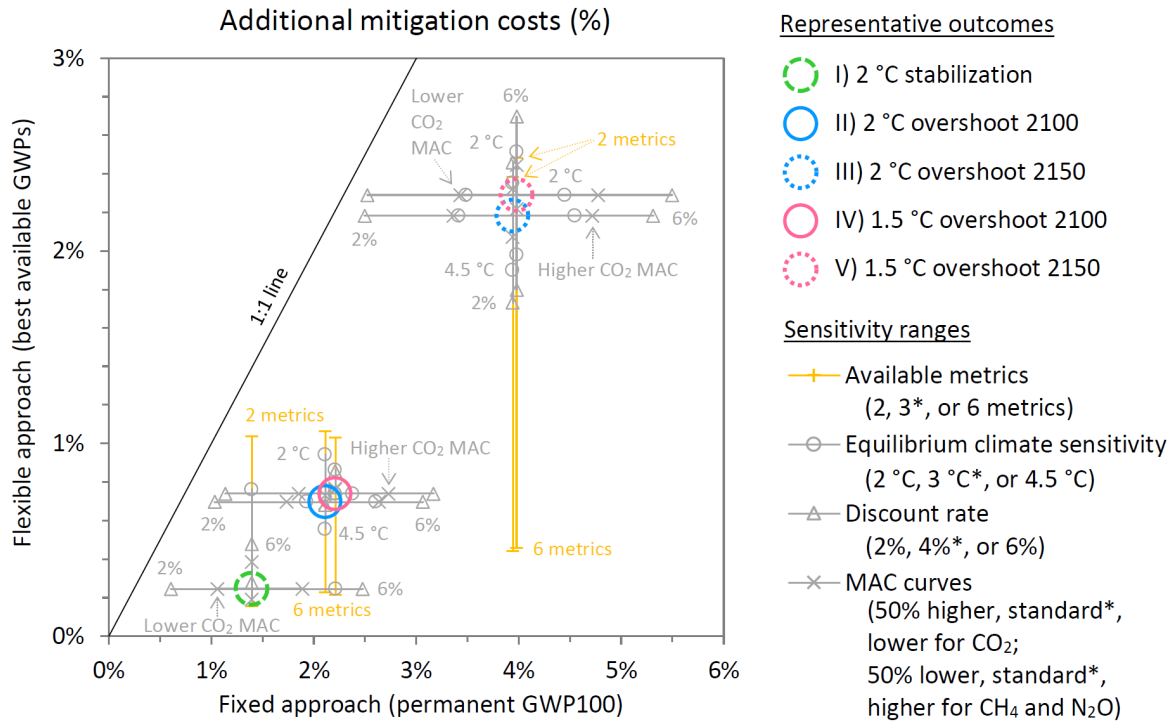 Additional mitigation costs (%)
Flexible approach (best available GWPs)
3%
2%
1%
0%
0%
1%
2%
3%
4%
5%
6%
Fixed approach (permanent GWP100)
1:1 line
Lower
CO₂
MAC
6%
2 °C
2 metrics
2 °C
2%
6%
4.5 °C
Higher CO₂ MAC
2%
6 metrics
2 metrics
2 °C
Higher CO₂ MAC
2%
6%
4.5 °C
6%
2%
6%
6 metrics
Lower CO₂ MAC
Representative outcomes
I) 2 °C stabilization
II) 2 °C overshoot 2100
III) 2 °C overshoot 2150
IV) 1.5 °C overshoot 2100
V) 1.5 °C overshoot 2150
Sensitivity ranges
Available metrics
(2, 3*, or 6 metrics)
Equilibrium climate sensitivity
(2 °C, 3 °C*, or 4.5 °C)
Discount rate
(2%, 4%*, or 6%)
MAC curves
(50% higher, standard*,
lower for CO₂;
50% lower, standard*,
higher for CH₄ and N₂O)